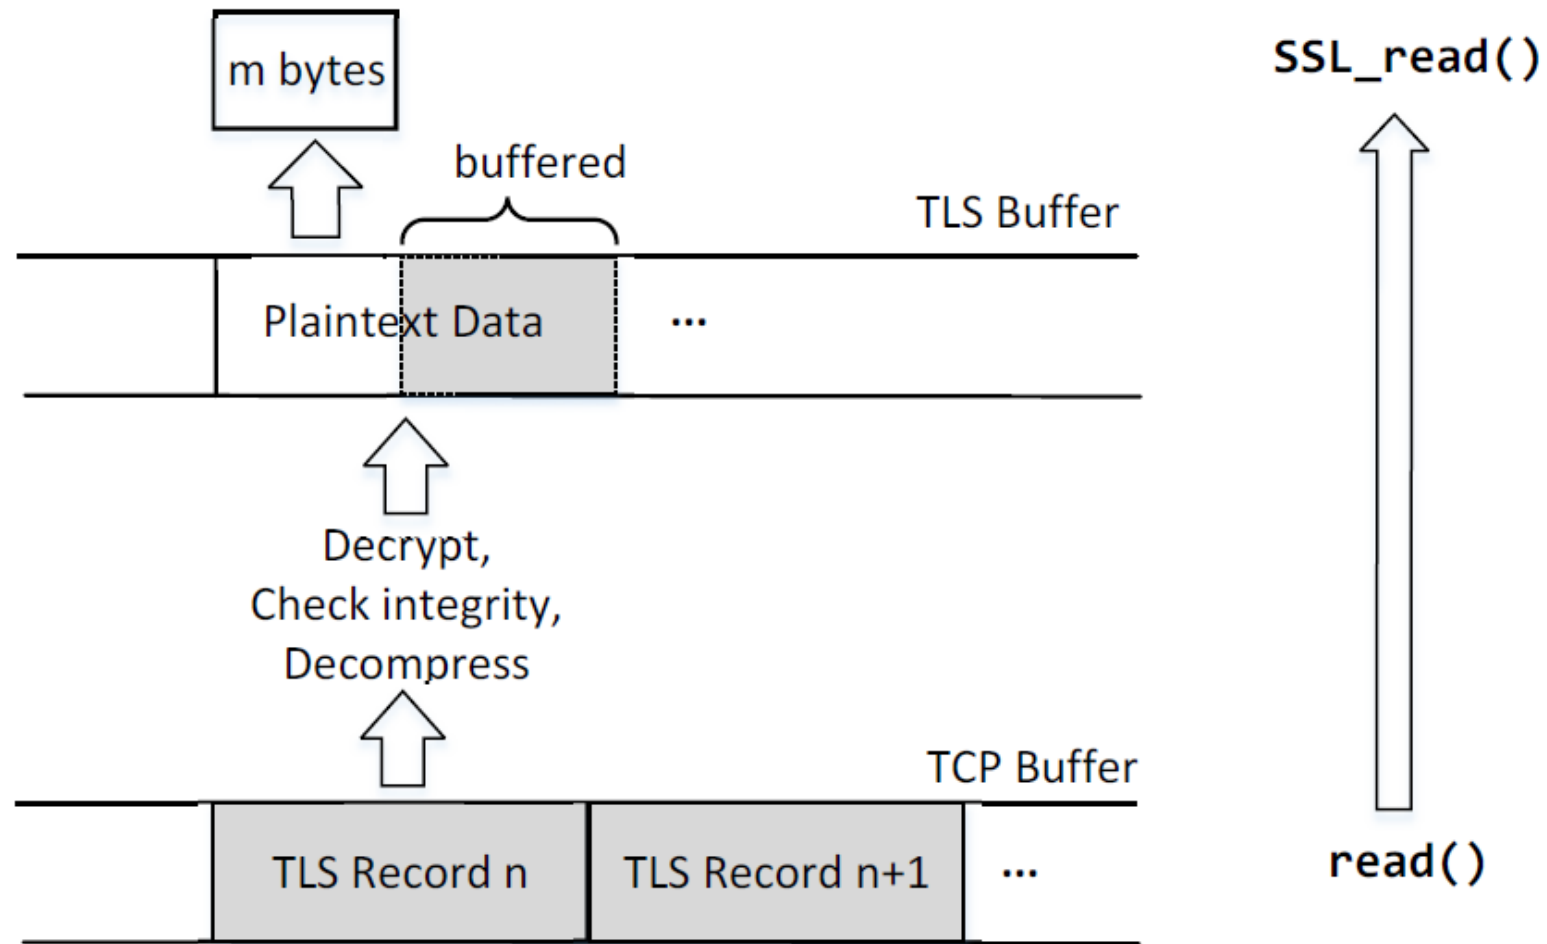 m bytes
SSL_read()
buffered
TLS Buffer
Plaintext Data
...
Decrypt,
Check integrity,
Decompress
TCP Buffer
TLS Record n
TLS Record n+1
...
read()